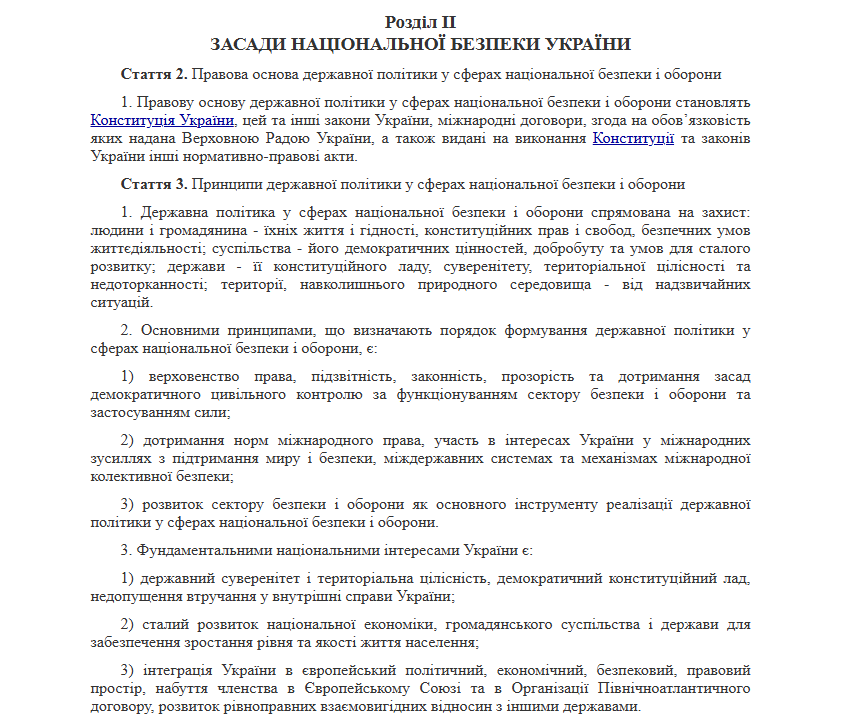 Розділ II
ЗАСАДИ НАЦІОНАЛЬНОЇ БЕЗПЕКИ УКРАЇНИ
Стаття 2. Правова основа державної політики у сферах національної безпеки і оборони
1. Правову основу державної політики у сферах національної безпеки і оборони становлять
Конституція України, цей та інші закони України, міжнародні договори, згода на обов’язковість
яких надана Верховною Радою України, а також видані на виконання Конституції та законів
України інші нормативно-правові акти.
Стаття 3. Принципи державної політики у сферах національної безпеки і оборони
1. Державна політика у сферах національної безпеки і оборони спрямована на захист:
людини і громадянина - їхніх життя і гідності, конституційних прав і свобод, безпечних умов
життєдіяльності; суспільства - його демократичних цінностей, добробуту та умов для сталого
розвитку; держави - її конституційного ладу, суверенітету, територіальної цілісності та
недоторканності; території, навколишнього природного середовища - від надзвичайних
ситуацій.
2. Основними принципами, що визначають порядок формування державної політики у
сферах національної безпеки і оборони, є:
1) верховенство права, підзвітність, законність, прозорість та дотримання засад
демократичного цивільного контролю за функціонуванням сектору безпеки і оборони та
застосуванням сили;
2) дотримання норм міжнародного права, участь в інтересах України у міжнародних
зусиллях з підтримання миру і безпеки, міждержавних системах та механізмах міжнародної
колективної безпеки;
3) розвиток сектору безпеки і оборони як основного інструменту реалізації державної
політики у сферах національної безпеки і оборони.
3. Фундаментальними національними інтересами України є:
1) державний суверенітет і територіальна цілісність, демократичний конституційний лад,
недопущення втручання у внутрішні справи України;
2) сталий розвиток національної економіки, громадянського суспільства і держави для
забезпечення зростання рівня та якості життя населення;
3) інтеграція України в європейський політичний, економічний, безпековий, правовий
простір, набуття членства в Європейському Союзі та в Організації Північноатлантичного
договору, розвиток рівноправних взаємовигідних відносин з іншими державами.